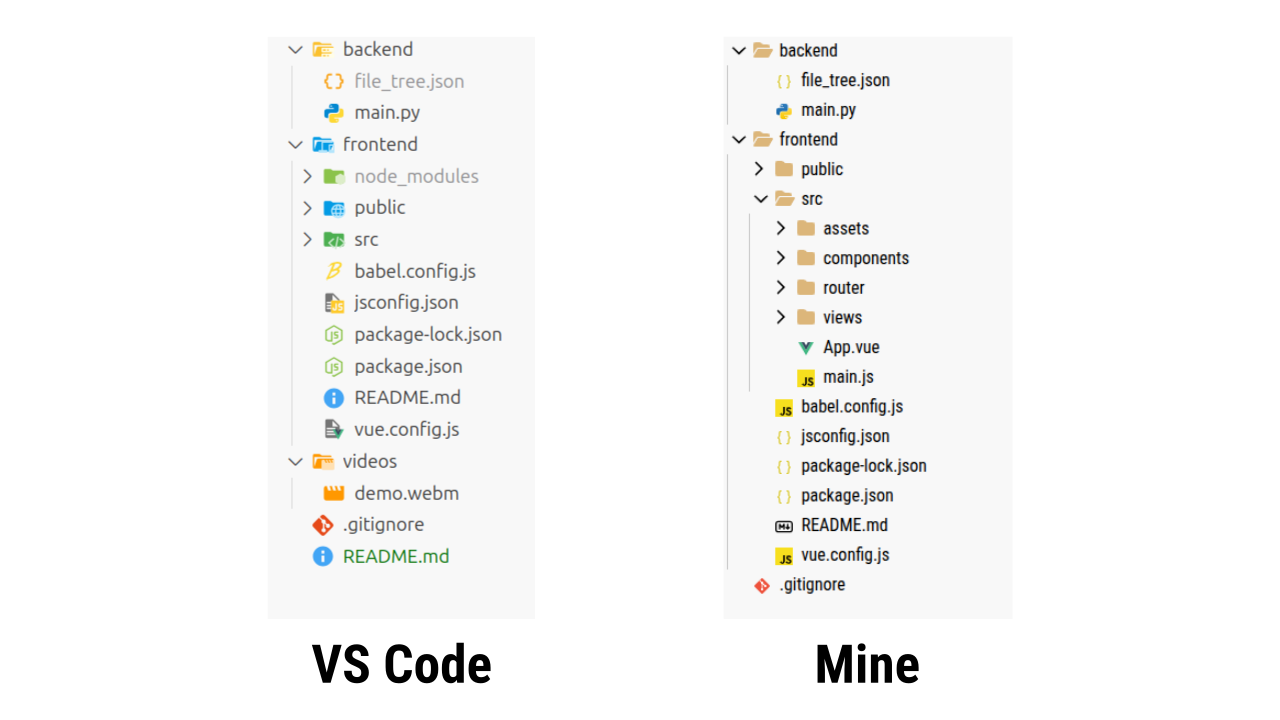 backend
file_tree.json
main.py
frontend
node_modules
public
src
babel.config.js
jsconfig.json
package-lock.json
package.json
README.md
vue.config.js
videos
demo.webm
.gitignore
README.md
VS Code
backend
file_tree.json
main.py
frontend
public
src
assets
components
router
views
App.vue
JS main.js
JS babel.config.js
jsconfig.json
package-lock.json
package.json
README.md
JS vue.config.js
.gitignore
Mine